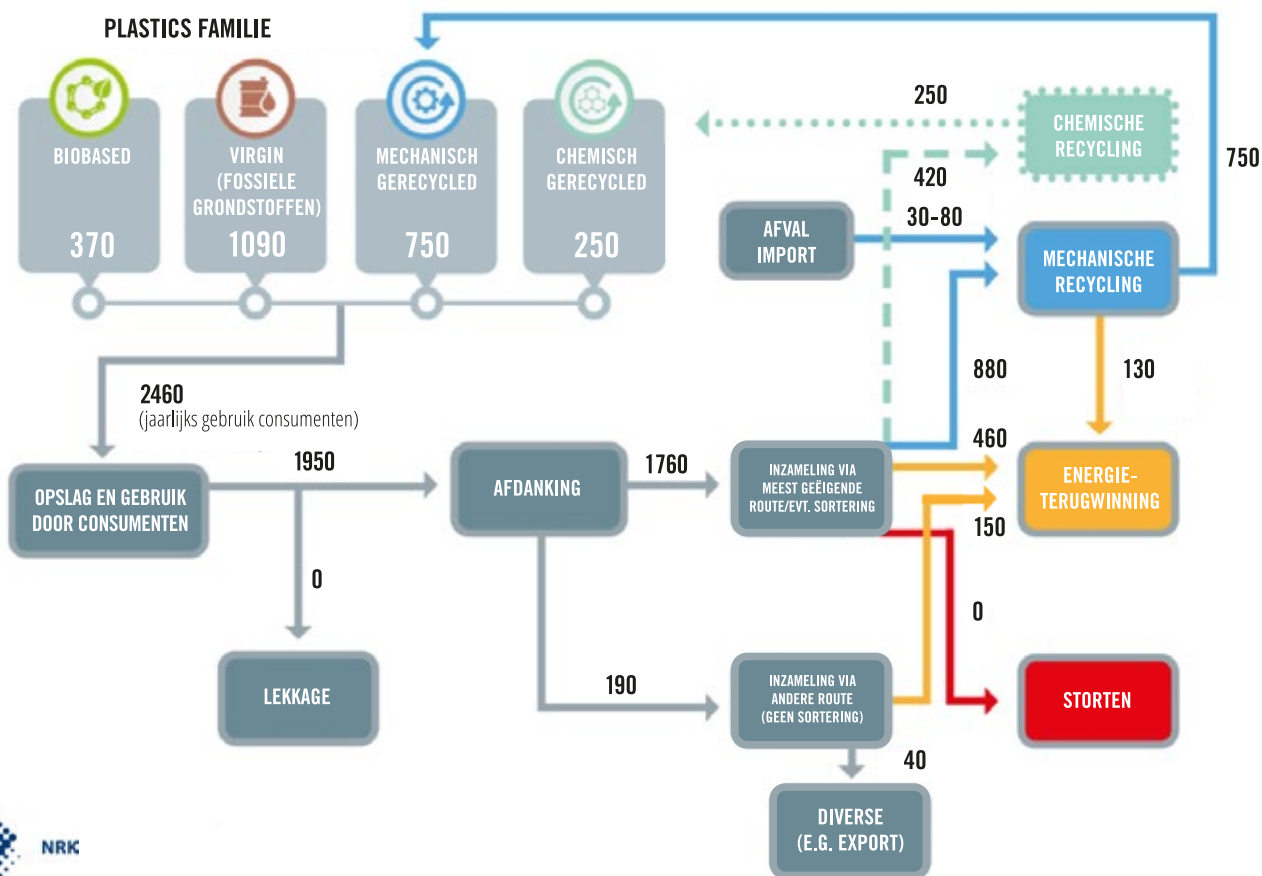 PLASTICS FAMILIE
BIOBASED
370
VIRGIN
(FOSSIELE
GRONDSTOFFEN)
1090
MECHANISCH
GERECYCLED
750
CHEMISCH
GERECYCLED
250
250
CHEMISCHE
RECYCLING
750
420
30-80
AFVAL
IMPORT
MECHANISCHE
RECYCLING
880
130
2460
(jaarlijks gebruik consumenten)
OPSLAG EN GEBRUIK
DOOR CONSUMENTEN
1950
AFDANKING
1760
INZAMELING VIA
MEEST GEËIGENDE
ROUTE/EVT. SORTERING
460
150
ENERGIE-
TERUGWINNING
0
0
LEKKAGE
190
INZAMELING VIA
ANDERE ROUTE
(GEEN SORTERING)
STORTEN
40
DIVERSE
(E.G. EXPORT)
NRK